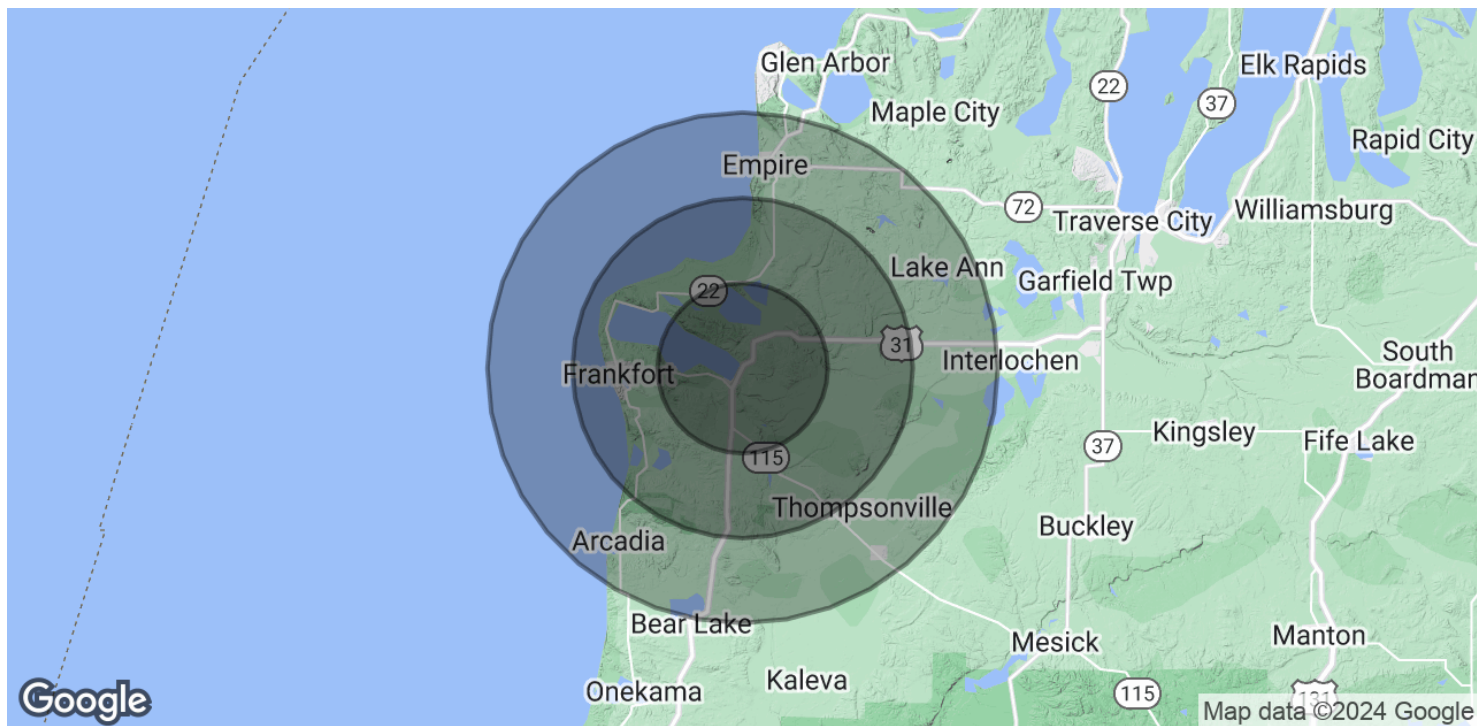 Glen Arbor
Elk Rapids
22
37
Maple City
Rapid City
Empire
72
Traverse City
Williamsburg
Lake Ann
Garfield Twp
22
31
Interlochen
South
Boardman
Frankfort
Kingsley
Fife Lake
37
115
Thompsonville
Buckley
Arcadia
Bear Lake
Mesick
Manton
Kaleva
Onekama
115
131
Google
Map data ©2024 Google